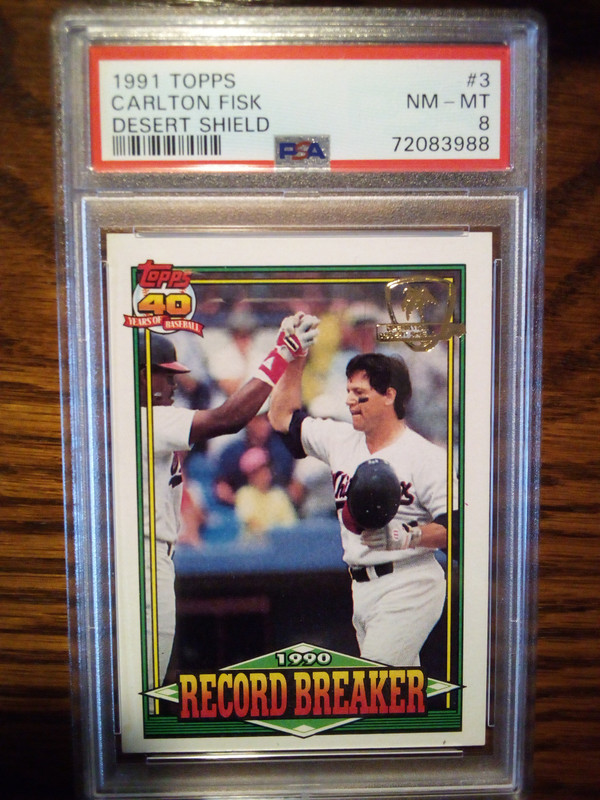 1991 TOPPS #3
CARLTON FISK NM - MT
DESERT SHIELD 8
PSA 72083988
Topps
40
YEARS OF BASEBALL
1990
RECORD BREAKER